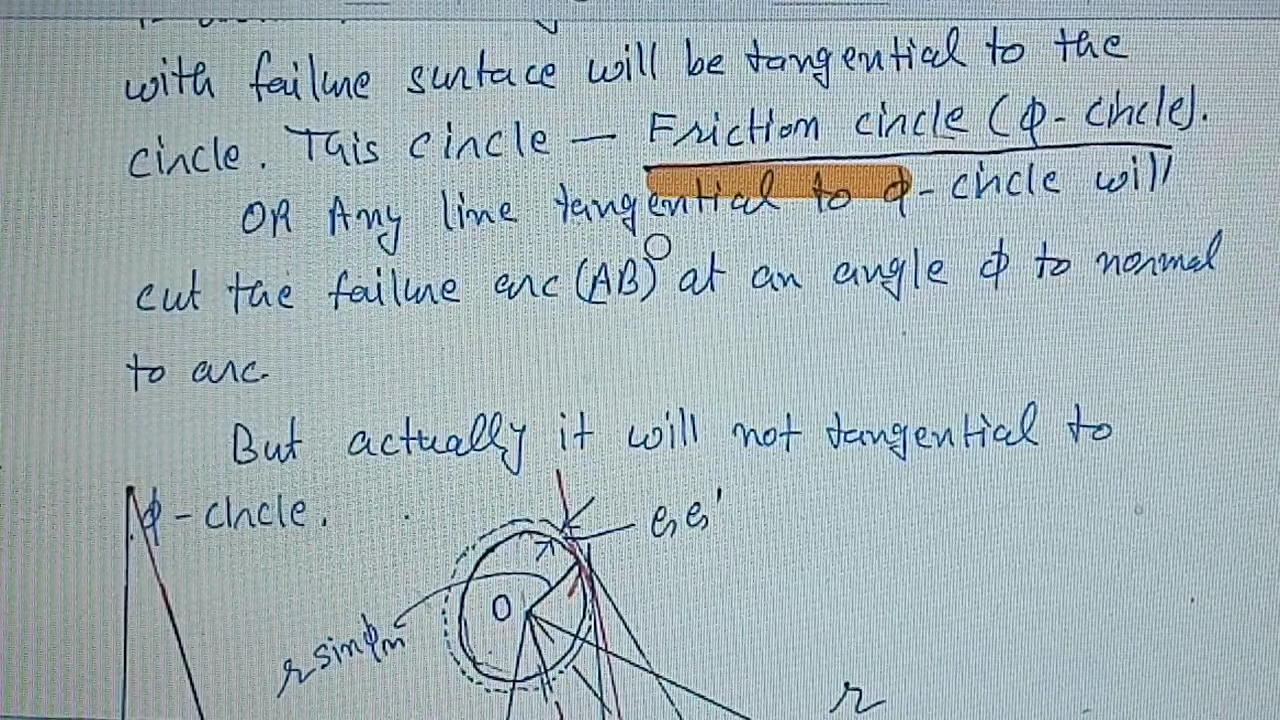 with failure surface will be tangential to the
circle. This circle — Friction circle (ϕ-circle).
OR Any line tangential to ϕ-circle will
cut the failure arc (AB) at an angle ϕ to normal
to arc
But actually it will not tangential to
ϕ-circle.
O
r sinϕm
r